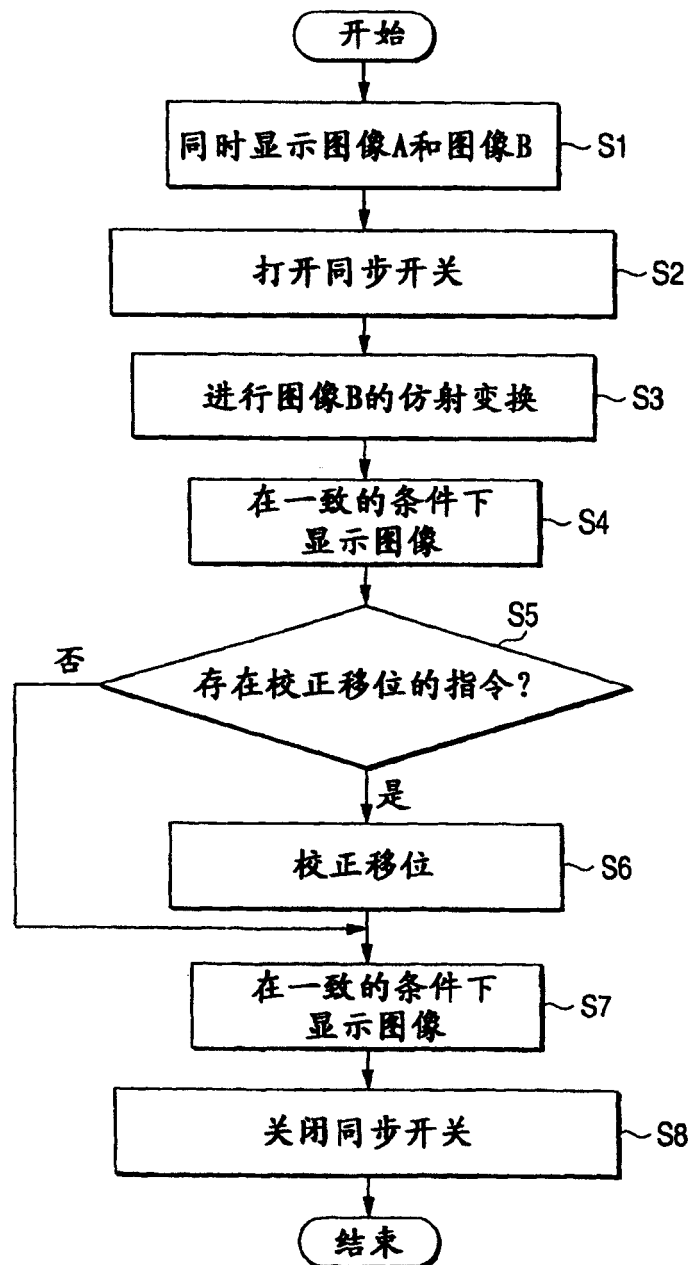 开始
同时显示图像A和图像B
S1
打开同步开关
S2
进行图像B的仿射变换
S3
在一致的条件下
显示图像
S4
S5
否
存在校正移位的指令？
是
校正移位
S6
在一致的条件下
显示图像
S7
关闭同步开关
S8
结束